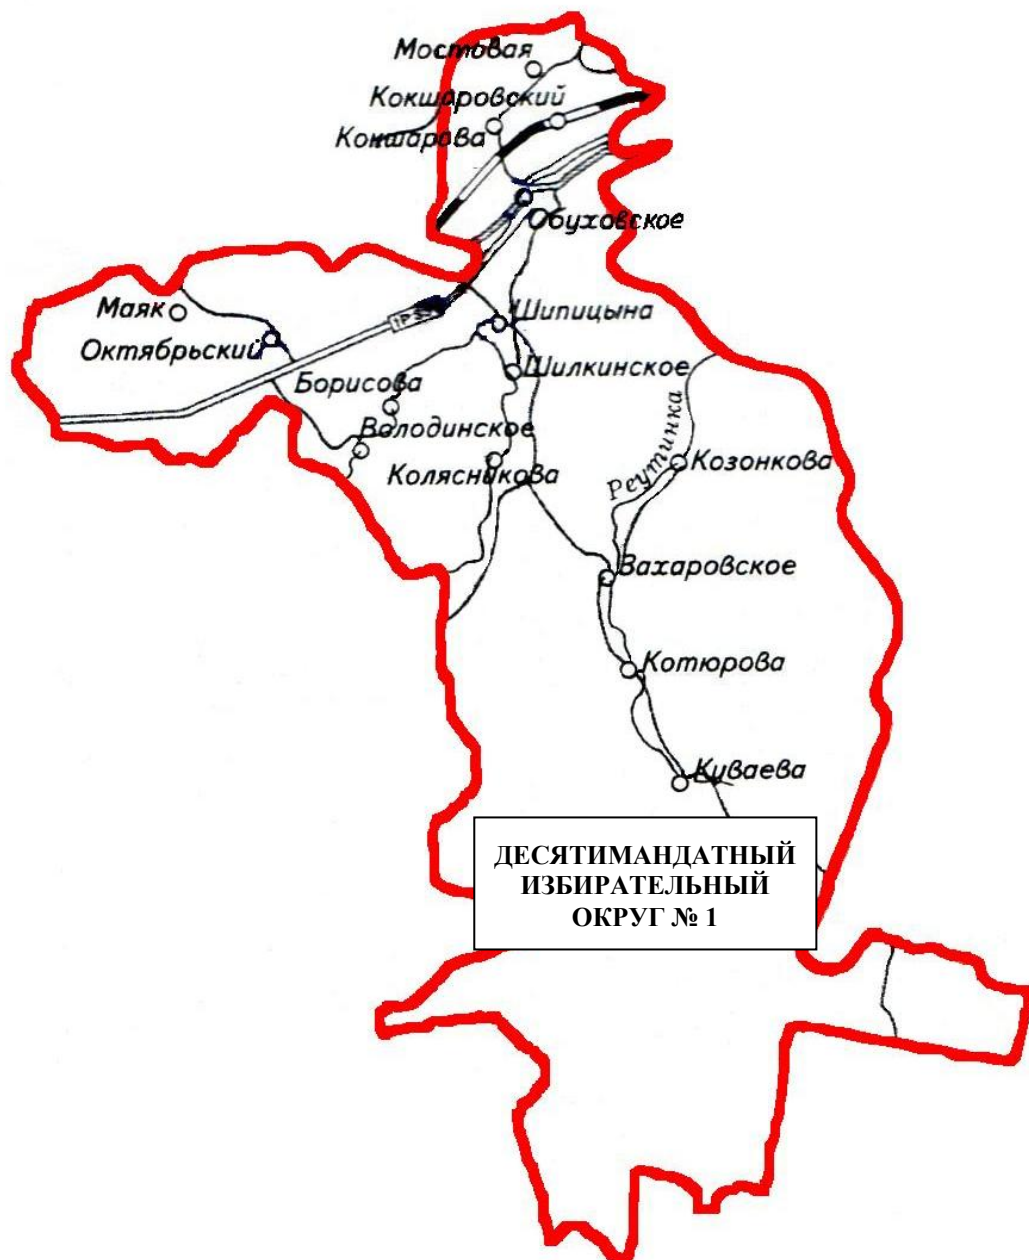 Мостовая
Кокшаровский
Кокшарова
Обуховское
Маяк
Шипицына
Октябрьский
Шилкинское
Борисова
Володинское
Колясникова
Реутинка
Козонкова
Захаровское
Котюрова
Куваева
ДЕСЯТИМАНДАТНЫЙ
ИЗБИРАТЕЛЬНЫЙ
ОКРУГ № 1